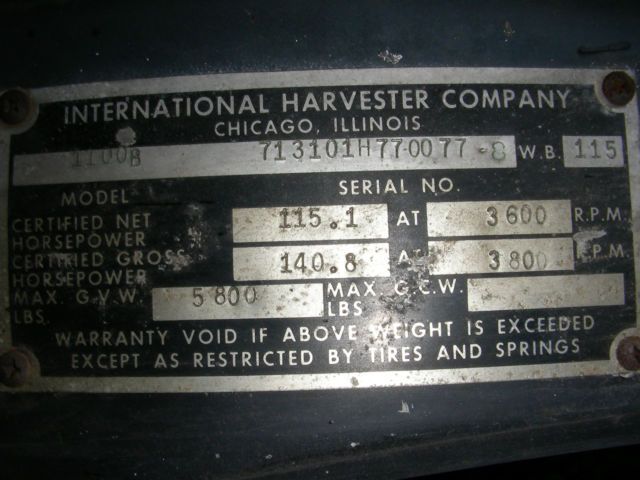 INTERNATIONAL HARVESTER COMPANY
CHICAGO, ILLINOIS
1100B 713101H770077-8 W.B. 115
MODEL SERIAL NO.
CERTIFIED NET HORSEPOWER 115.1 AT 3600 R.P.M.
CERTIFIED GROSS HORSEPOWER 140.8 AT 3800 R.P.M.
MAX. G.V.W. LBS. 5800 MAX. G.C.W. LBS
WARRANTY VOID IF ABOVE WEIGHT IS EXCEEDED
EXCEPT AS RESTRICTED BY TIRES AND SPRINGS